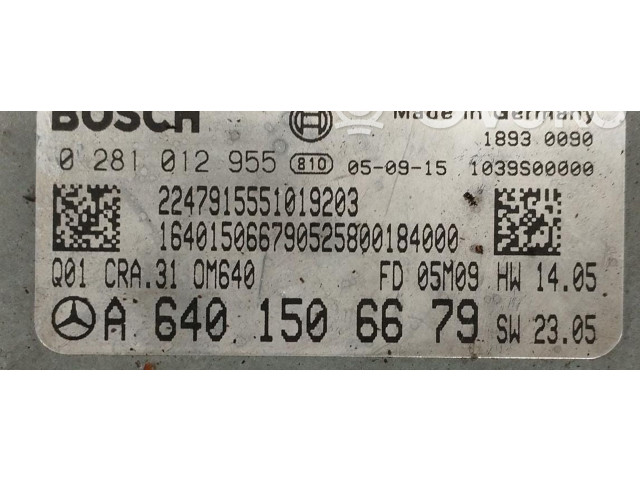 BOSCH Made in Germany
1893 0090
0 281 012 955 810 05-09-15 1039S00000
2247915551019203
164015066790525800184000
Q01 CRA.31 OM640 FD 05M09 HW 14.05
A 640 150 66 79 SW 23.05